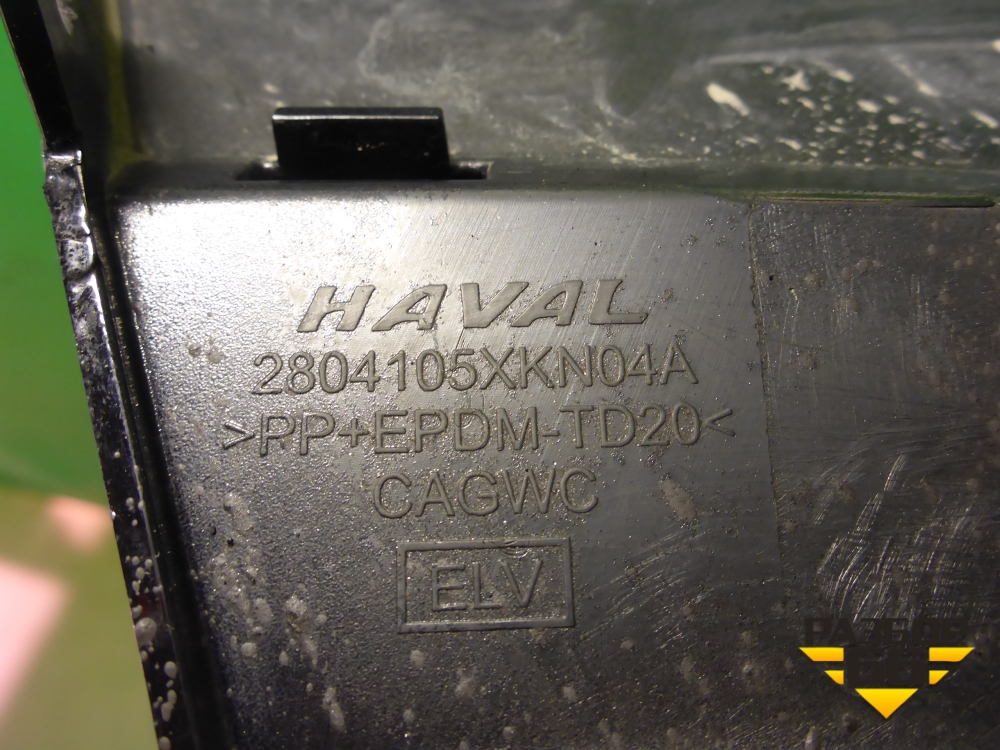 HAVAL
2804105XKN04A
>PP+EPDM-TD20<
CAGWC
ELV